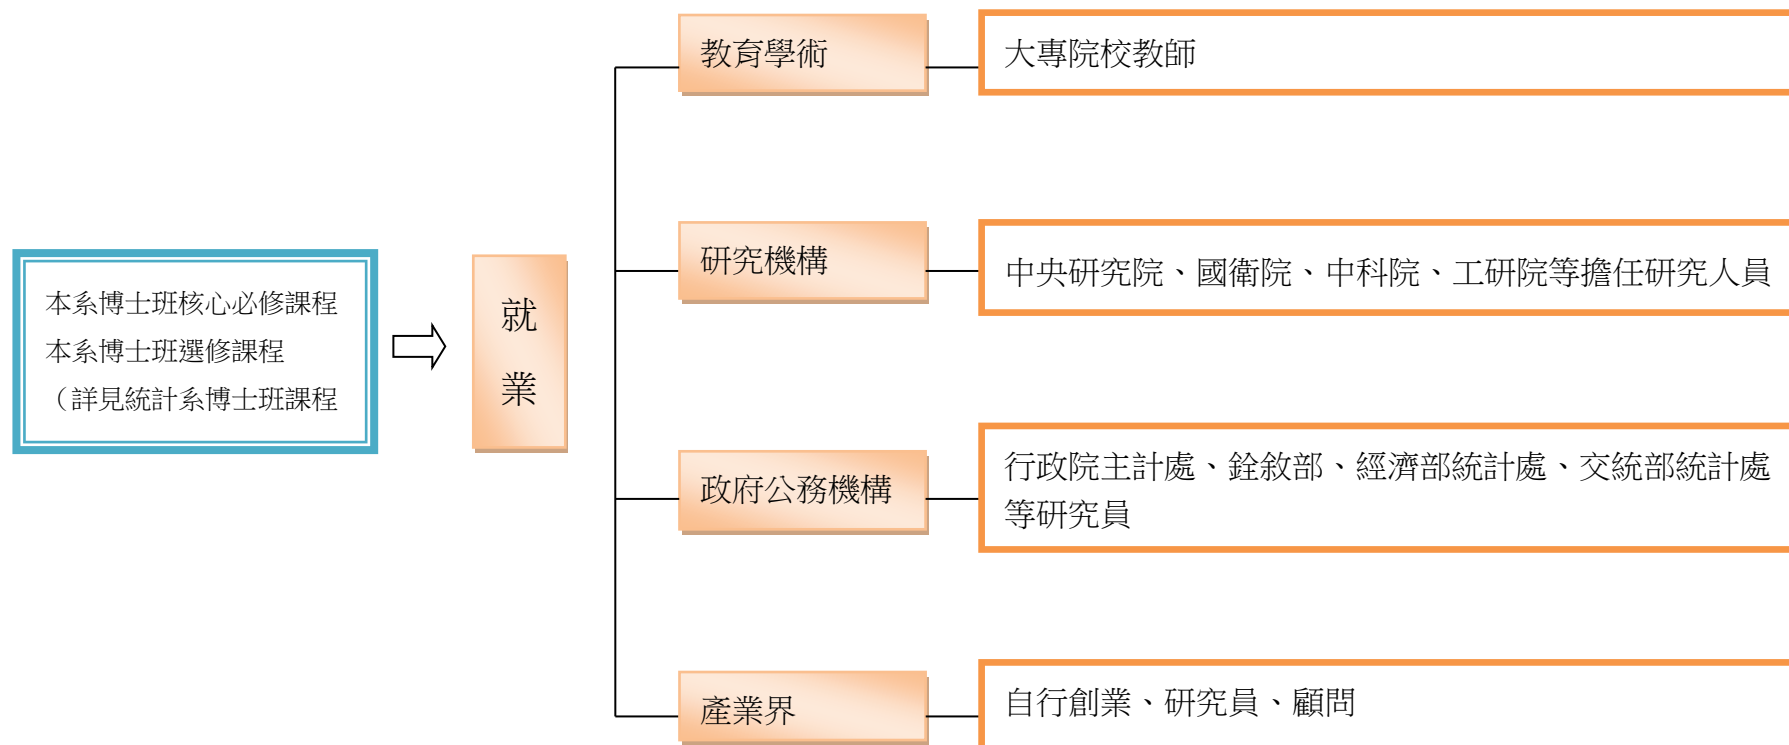 本系博士班核心必修課程
本系博士班選修課程
（詳見統計系博士班課程
就
業
教育學術
大專院校教師
研究機構
中央研究院、國衛院、中科院、工研院等擔任研究人員
政府公務機構
行政院主計處、銓敘部、經濟部統計處、交統部統計處
等研究員
產業界
自行創業、研究員、顧問